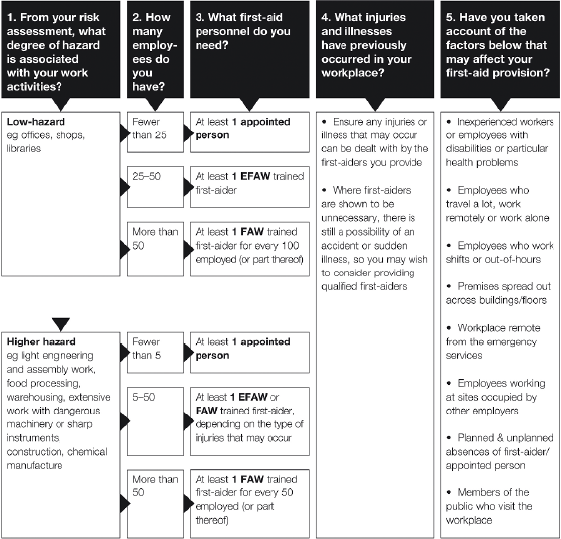 1. From your risk
assessment, what
degree of hazard
is associated
with your work
activities?
2. How
many
employ-
ees do
you
have?
3. What first-aid
personnel do you
need?
4. What injuries
and illnesses
have previously
occurred in your
workplace?
5. Have you taken
account of the
factors below that
may affect your
first-aid provision?
Low-hazard
eg offices, shops,
libraries
Fewer
than 25
At least 1 appointed
person
25–50
At least 1 EFAW trained
first-aider
More than
50
At least 1 FAW trained
first-aider for every 100
employed (or part thereof)
Higher hazard
eg light engineering
and assembly work,
food processing,
warehousing, extensive
work with dangerous
machinery or sharp
instruments
construction, chemical
manufacture
Fewer
than 5
At least 1 appointed
person
5–50
At least 1 EFAW or
FAW trained first-aider,
depending on the type of
injuries that may occur
More than
50
At least 1 FAW trained
first-aider for every 50
employed (or part
thereof)
• Ensure any injuries or
illness that may occur
can be dealt with by the
first-aiders you provide
• Where first-aiders
are shown to be
unnecessary, there is
still a possibility of an
accident or sudden
illness, so you may wish
to consider providing
qualified first-aiders
• Inexperienced workers
or employees with
disabilities or particular
health problems
• Employees who
travel a lot, work
remotely or work alone
• Employees who work
shifts or out-of-hours
• Premises spread out
across buildings/floors
• Workplace remote
from the emergency
services
• Employees working
at sites occupied by
other employers
• Planned & unplanned
absences of first-aider/
appointed person
• Members of the
public who visit the
workplace